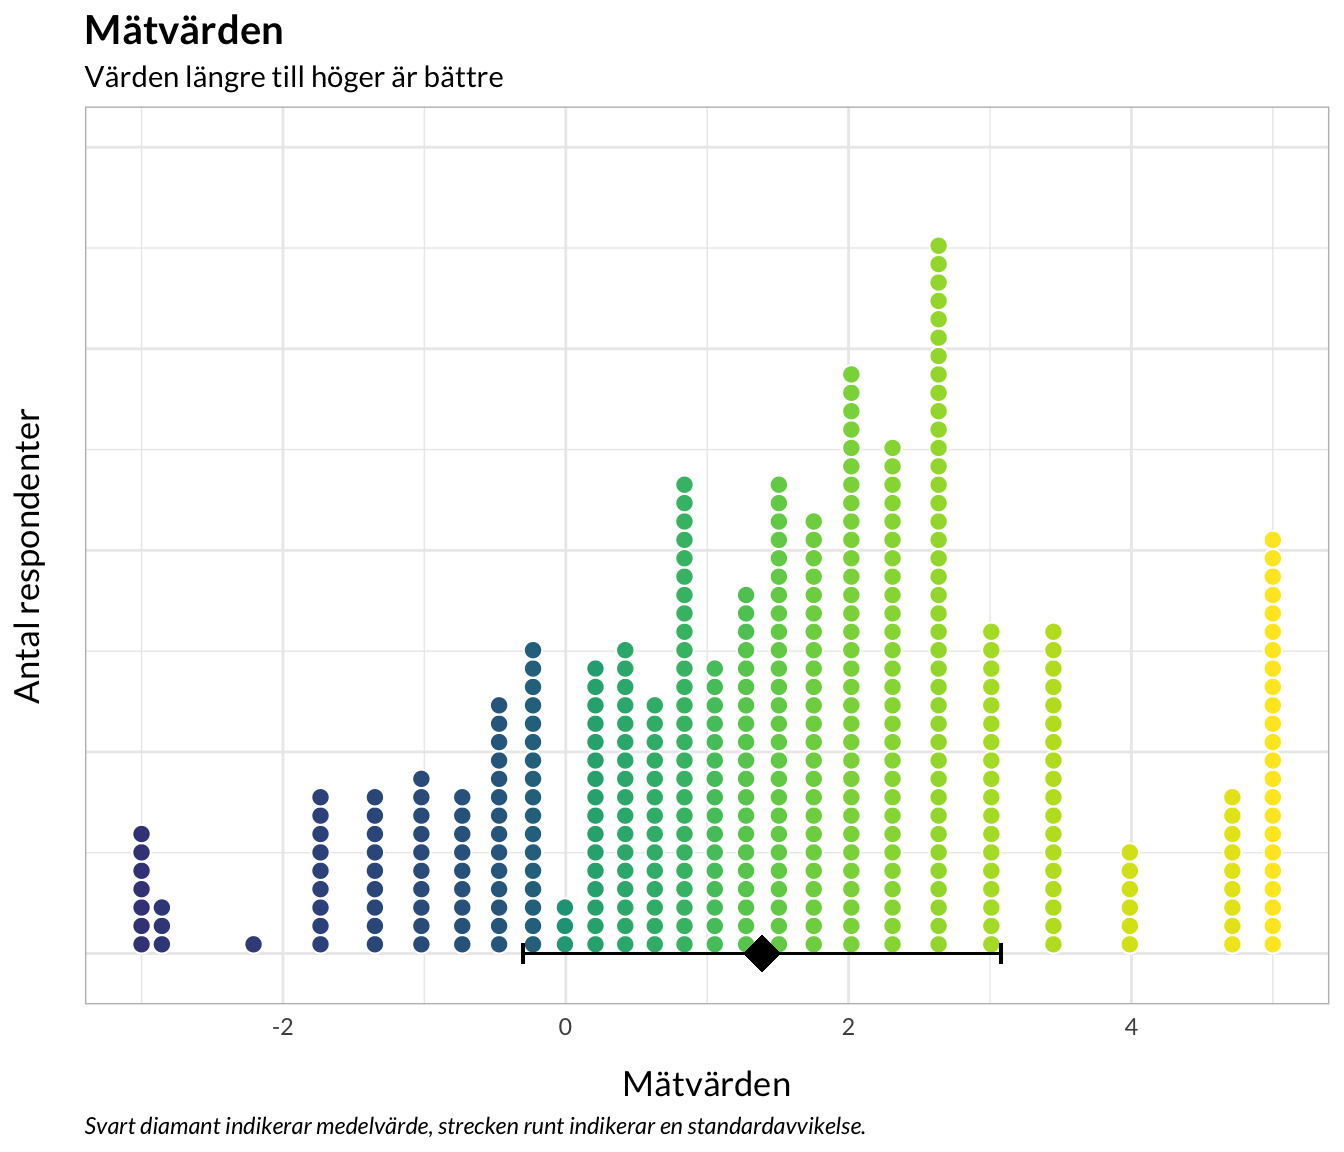 Mätvärden
Värden längre till höger är bättre
Antal respondenter
-2 0 2 4
Mätvärden
Svart diamant indikerar medelvärde, strecken runt indikerar en standardavvikelse.